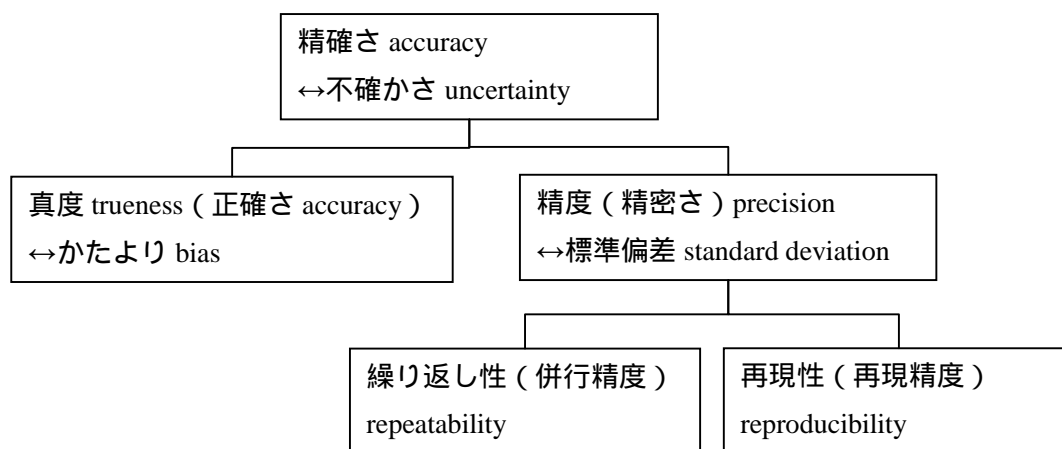 精確さ accuracy
↔不確かさ uncertainty
真度 trueness（正確さ accuracy）
↔かたより bias
精度（精密さ）precision
↔標準偏差 standard deviation
繰り返し性（併行精度）
repeatability
再現性（再現精度）
reproducibility